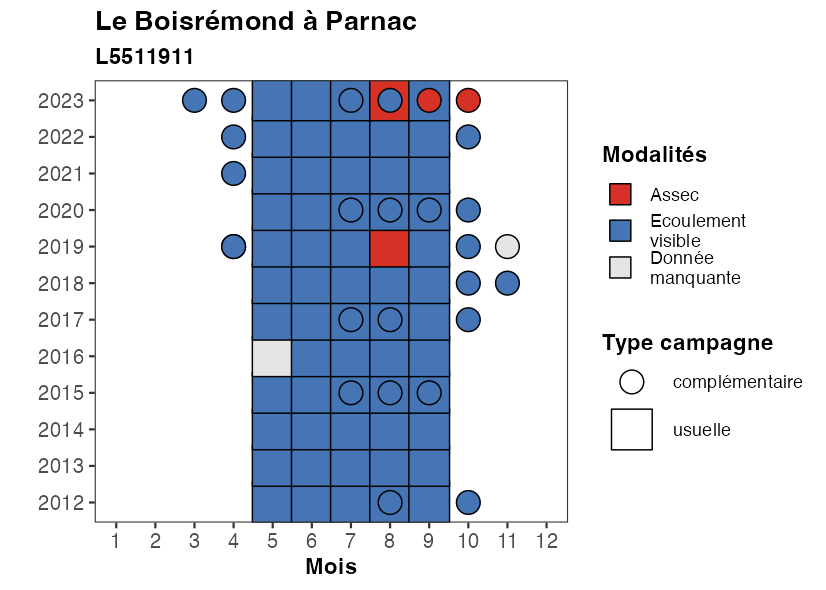 Le Boisrémond à Parnac
L5511911
2023
2022
2021
2020
2019
2018
2017
2016
2015
2014
2013
2012
1 2 3 4 5 6 7 8 9 10 11 12
Mois
Modalités
Assec
Ecoulement
visible
Donnée
manquante
Type campagne
complémentaire
usuelle